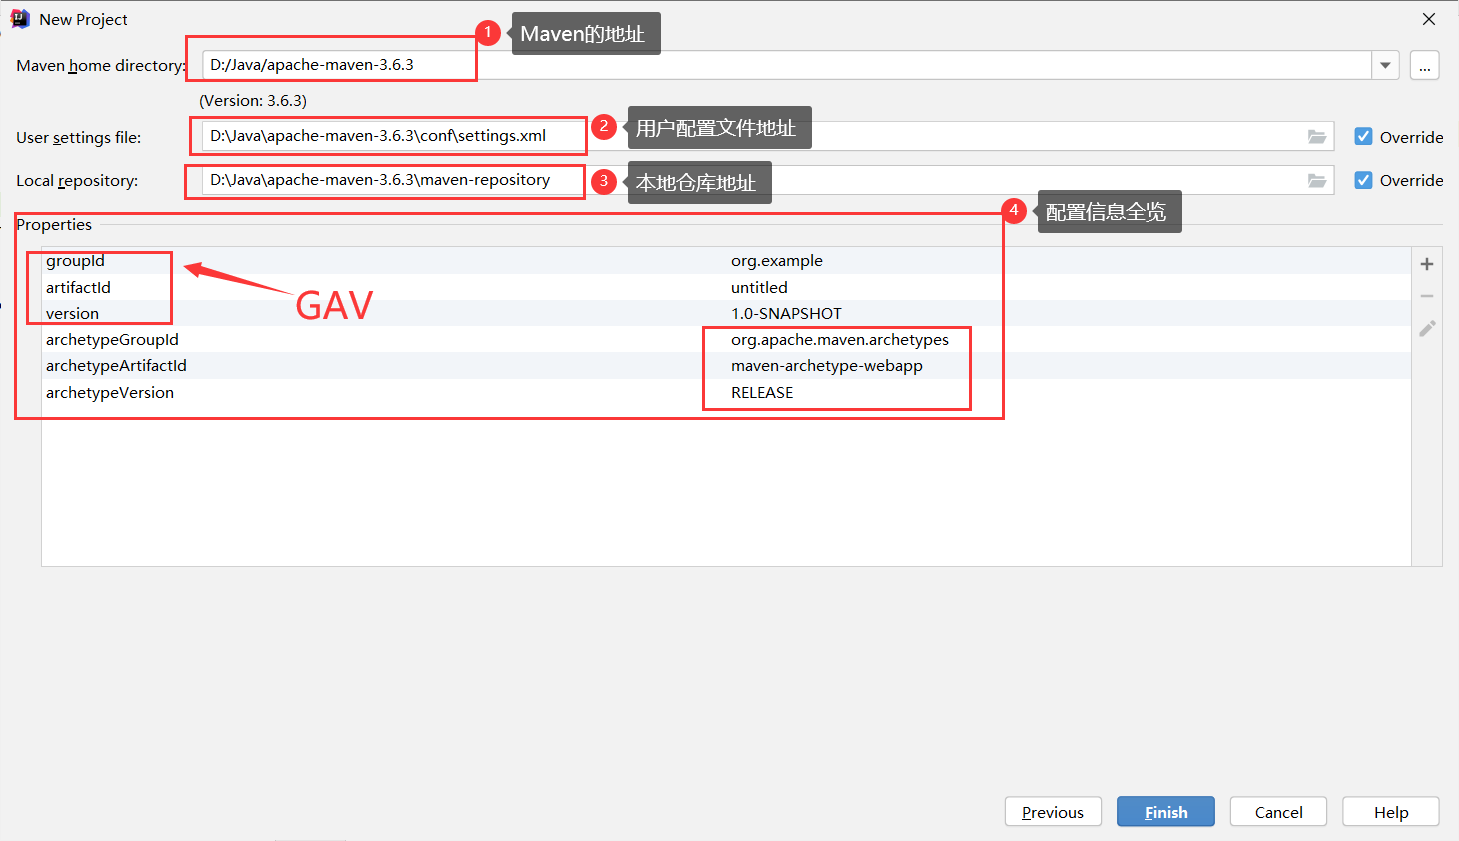 New Project
1 Maven的地址
Maven home directory: D:/Java/apache-maven-3.6.3 ...
(Version: 3.6.3)
User settings file: D:\Java\apache-maven-3.6.3\conf\settings.xml 2 用户配置文件地址 Override
Local repository: D:\Java\apache-maven-3.6.3\maven-repository 3 本地仓库地址 Override
4 配置信息全览
Properties
groupId org.example
artifactId untitled
GAV
version 1.0-SNAPSHOT
archetypeGroupId org.apache.maven.archetypes
archetypeArtifactId maven-archetype-webapp
archetypeVersion RELEASE
Previous Finish Cancel Help